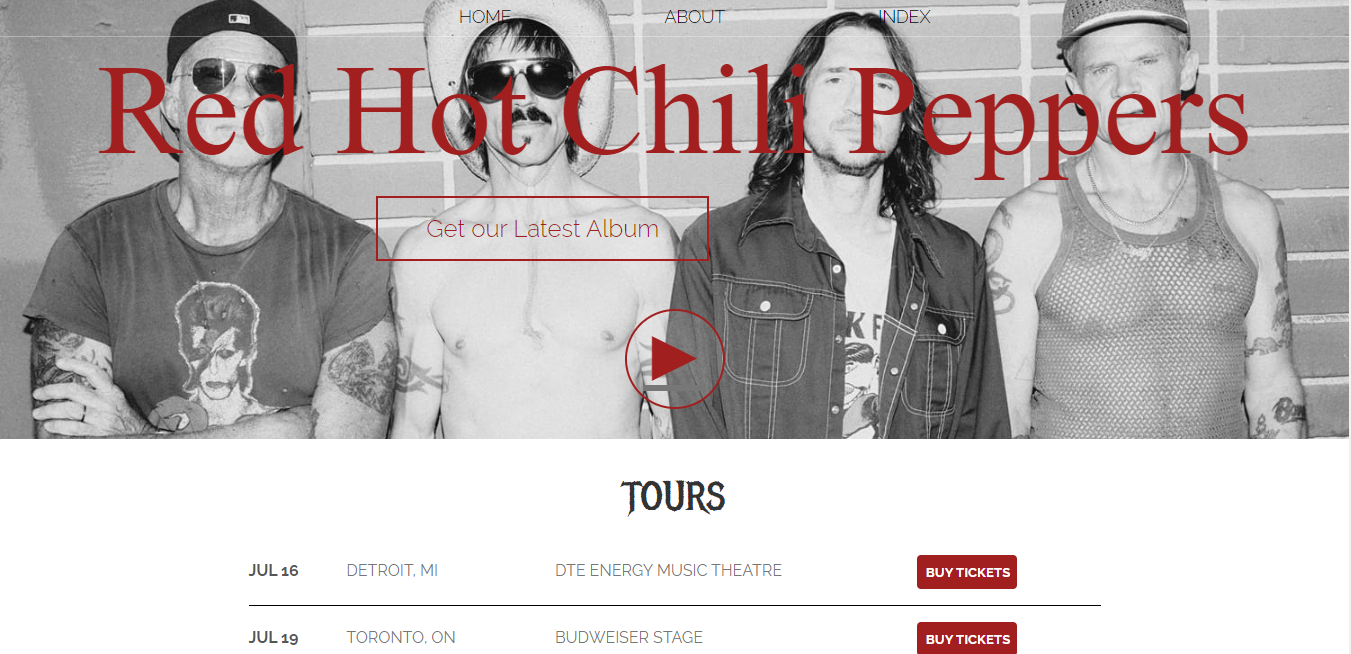 HOME ABOUT INDEX
Red Hot Chili Peppers
Get our Latest Album
TOURS
JUL 16 DETROIT, MI DTE ENERGY MUSIC THEATRE BUY TICKETS
JUL 19 TORONTO, ON BUDWEISER STAGE BUY TICKETS